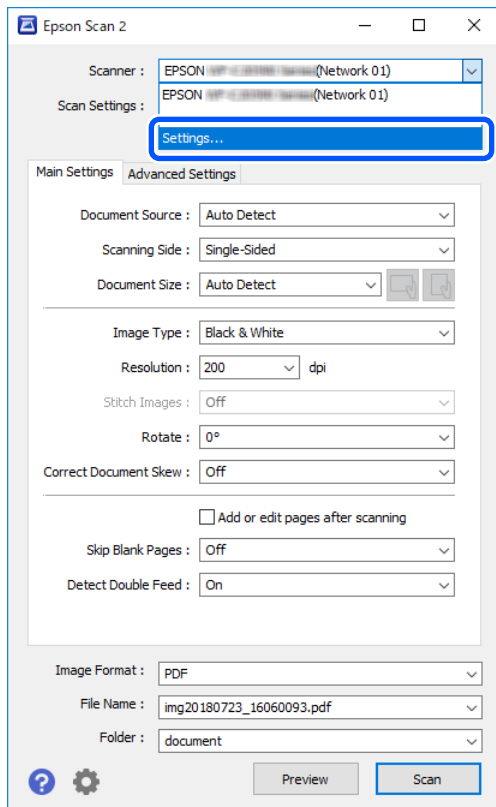 Epson Scan 2
Scanner : EPSON (Network 01)
EPSON (Network 01)
Scan Settings :
Settings...
Main Settings Advanced Settings
Document Source : Auto Detect
Scanning Side : Single-Sided
Document Size : Auto Detect
Image Type : Black & White
Resolution : 200 dpi
Stitch Images : Off
Rotate : 0°
Correct Document Skew : Off
Add or edit pages after scanning
Skip Blank Pages : Off
Detect Double Feed : On
Image Format : PDF
File Name : img20180723_16060093.pdf
Folder : document
Preview Scan